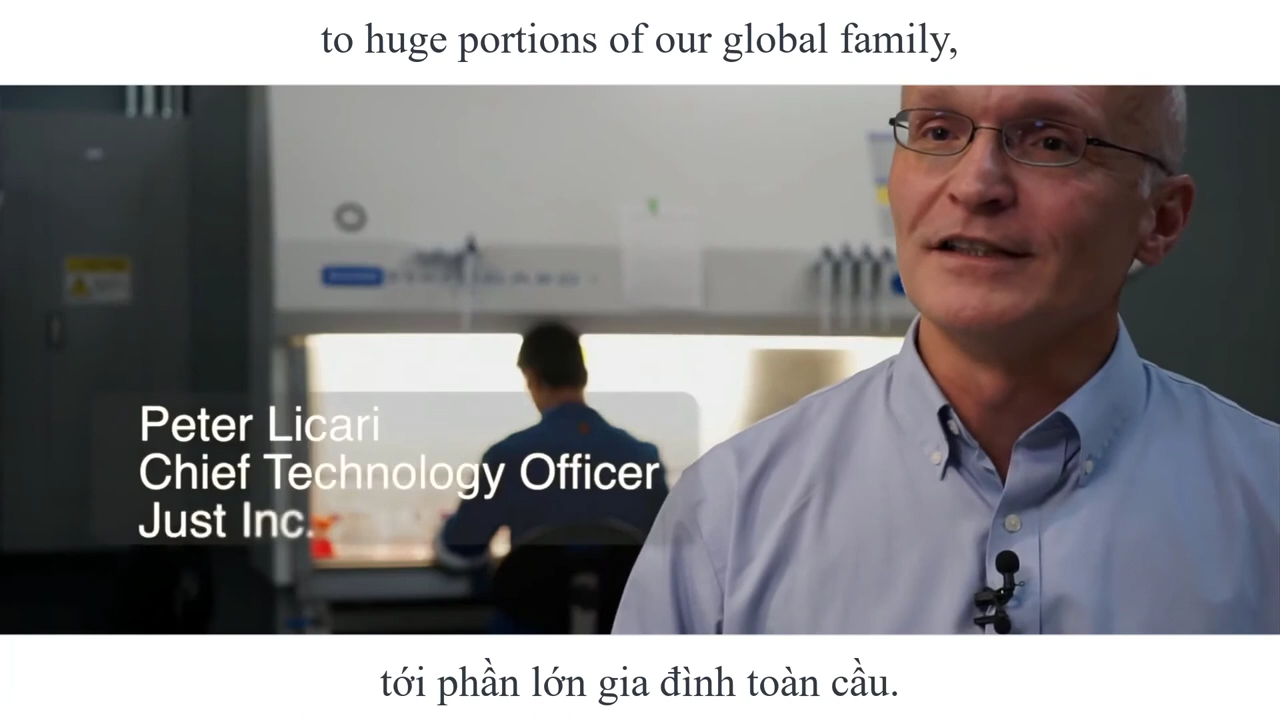 to huge portions of our global family,
Peter Licari
Chief Technology Officer
Just Inc.
tới phần lớn gia đình toàn cầu.